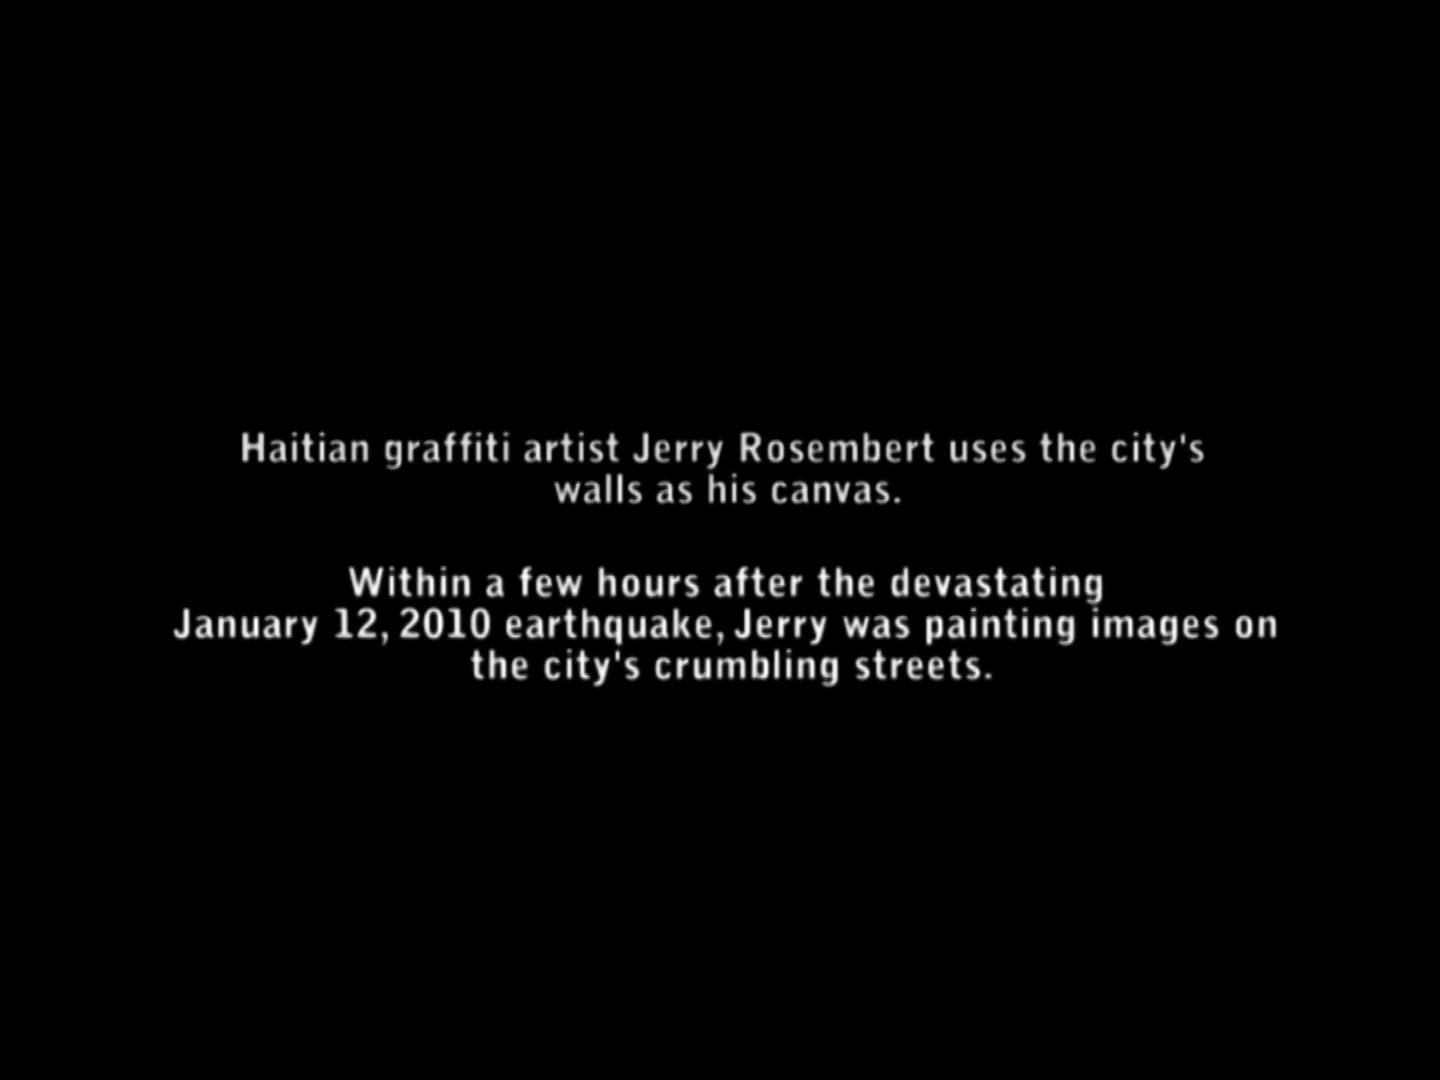 Haitian graffiti artist Jerry Rosembert uses the city's
walls as his canvas.
Within a few hours after the devastating
January 12, 2010 earthquake, Jerry was painting images on
the city's crumbling streets.